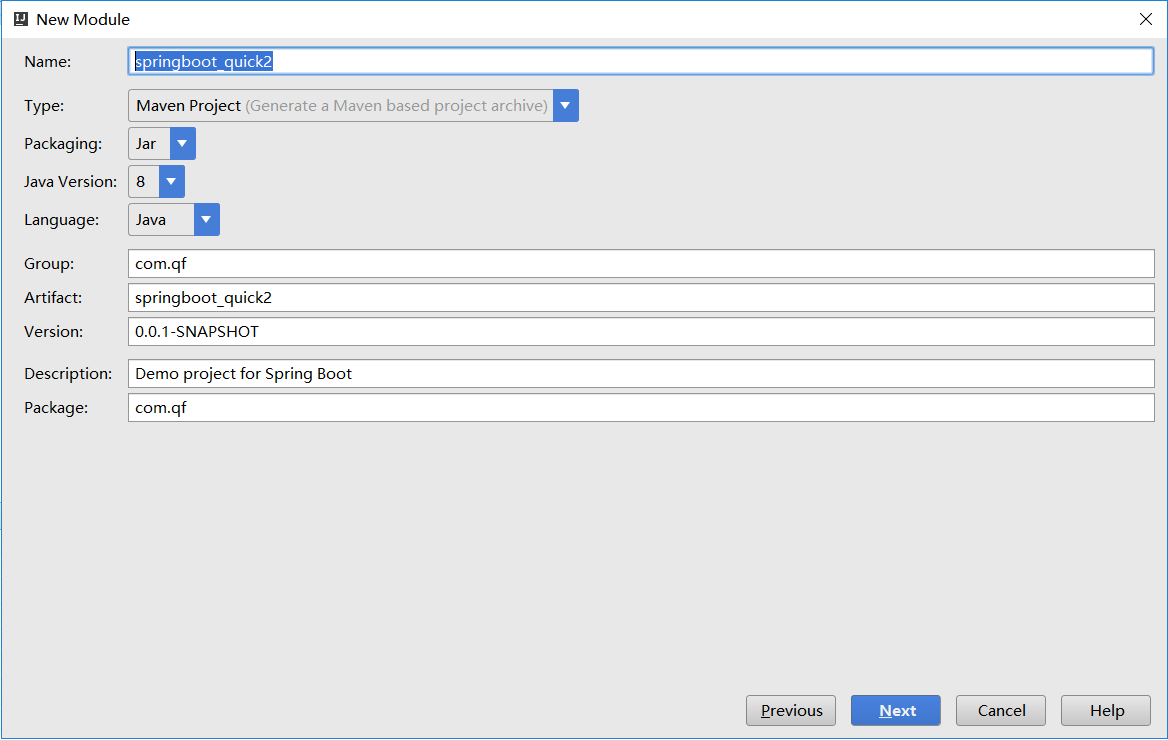 New Module
Name: springboot_quick2
Type: Maven Project (Generate a Maven based project archive)
Packaging: Jar
Java Version: 8
Language: Java
Group: com.qf
Artifact: springboot_quick2
Version: 0.0.1-SNAPSHOT
Description: Demo project for Spring Boot
Package: com.qf
Previous Next Cancel Help